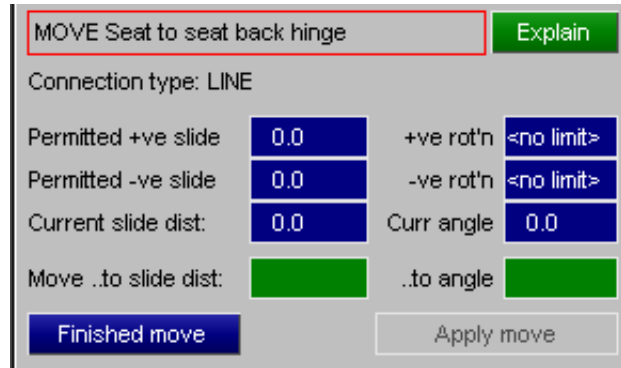 MOVE Seat to seat back hinge Explain
Connection type: LINE
Permitted +ve slide 0.0 +ve rot'n <no limit>
Permitted -ve slide 0.0 -ve rot'n <no limit>
Current slide dist: 0.0 Curr angle 0.0
Move ..to slide dist: ..to angle
Finished move Apply move